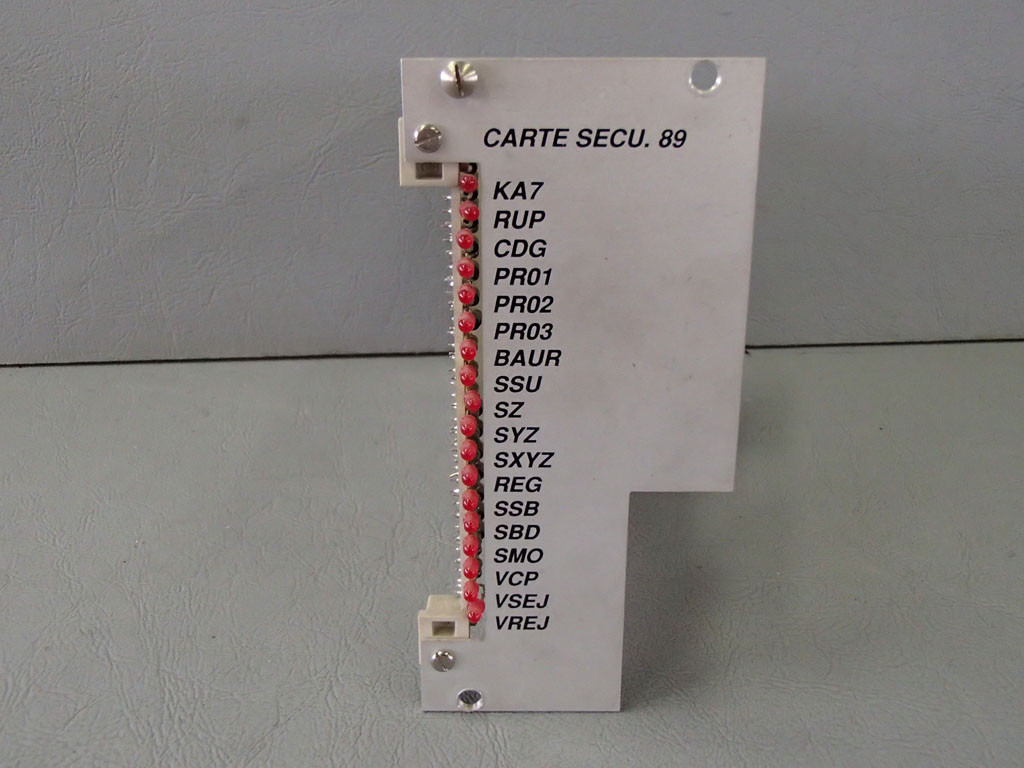 CARTE SECU. 89
KA7
RUP
CDG
PR01
PR02
PR03
BAUR
SSU
SZ
SYZ
SXYZ
REG
SSB
SBD
SMO
VCP
VSEJ
VREJ